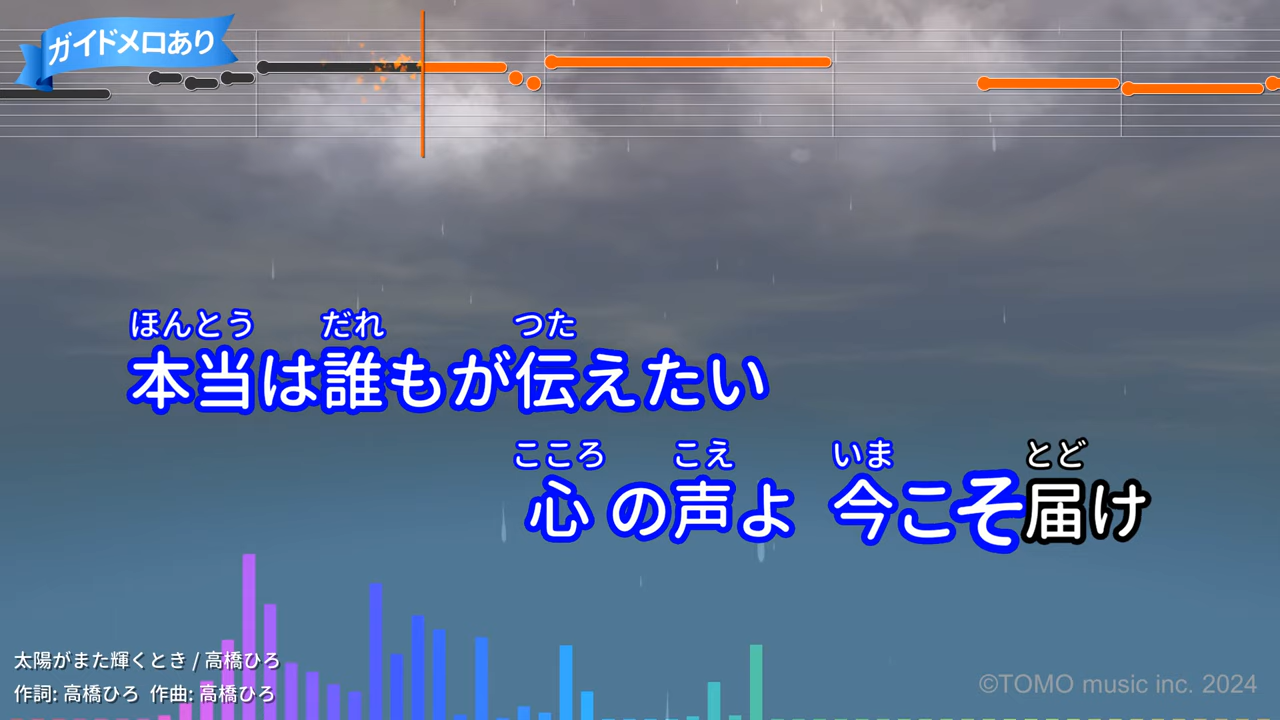 ガイドメロあり
ほんとう だれ つた
本当は誰もが伝えたい
こころ こえ いま とど
心の声よ 今こそ届け
太陽がまた輝くとき / 高橋ひろ
作詞: 高橋ひろ 作曲: 高橋ひろ
©TOMO music inc. 2024